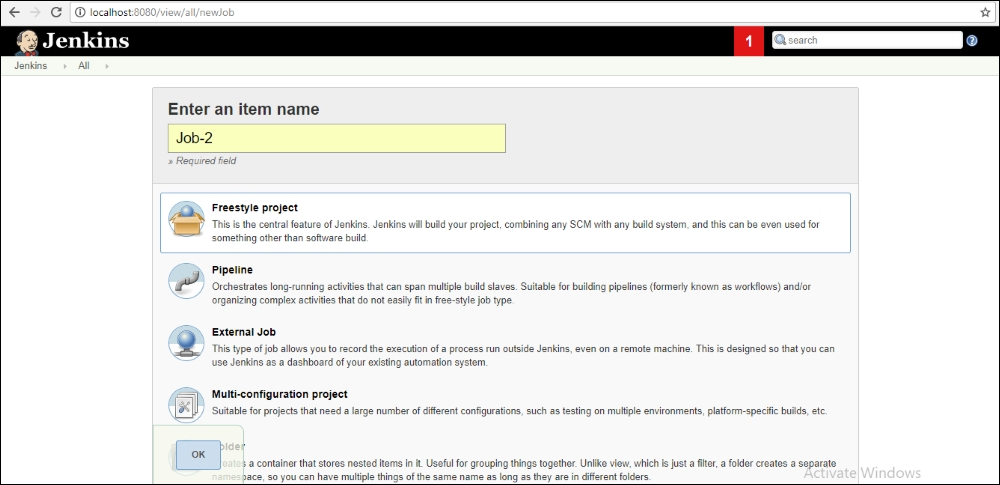 localhost:8080/view/all/newJob
Jenkins
1
search
Jenkins
All
Enter an item name
Job-2
» Required field
Freestyle project
This is the central feature of Jenkins. Jenkins will build your project, combining any SCM with any build system, and this can be even used for
something other than software build.
Pipeline
Orchestrates long-running activities that can span multiple build slaves. Suitable for building pipelines (formerly known as workflows) and/or
organizing complex activities that do not easily fit in free-style job type.
External Job
This type of job allows you to record the execution of a process run outside Jenkins, even on a remote machine. This is designed so that you can
use Jenkins as a dashboard of your existing automation system.
Multi-configuration project
Suitable for projects that need a large number of different configurations, such as testing on multiple environments, platform-specific builds, etc.
OK
a container that stores nested items in it. Useful for grouping things together. Unlike view, which is just a filter, a folder creates a separate
so you can have multiple things of the same name as long as they are in different folders.
Activate Windows